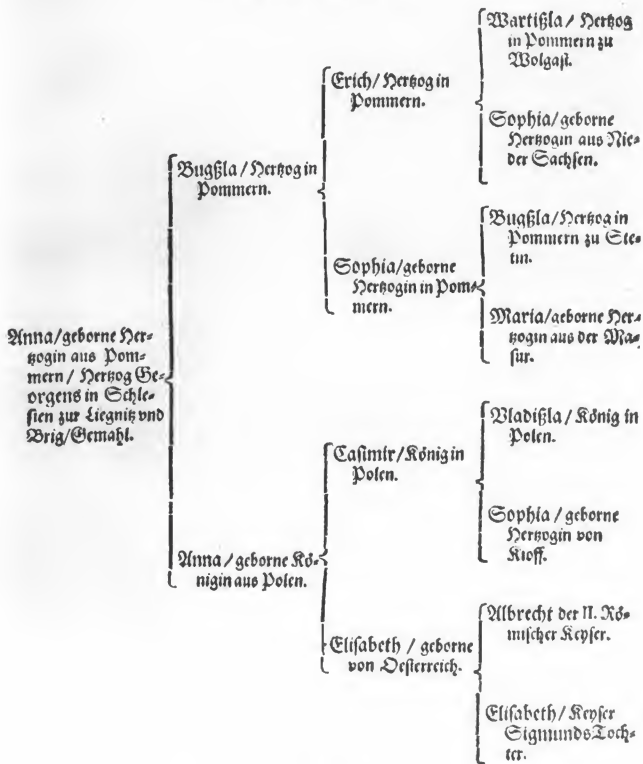 Anna/geborne Her⸗
tzogin aus Pom⸗
mern / Hertzog Ge⸗
orgens in Schle⸗
sien zur Liegnitz vnd
Brig/Gemahl.
Bugßla / Hertzog in
Pommern.
Anna / geborne Kö⸗
nigin aus Polen.
Erich/Hertzog in
Pommern.
Sophia/geborne
Hertzogin in Pom⸗
mern.
Casimir/König in
Polen.
Elisabeth / geborne
von Oesterreich.
Wartißla / Hertzog
in Pommern zu
Wolgast.
Sophia/geborne
Hertzogin aus Nie⸗
der Sachsen.
Bugßla/Hertzog in
Pommern zu Ste⸗
tin.
Maria/geborne Her⸗
tzogin aus der Ma⸗
sur.
Vladißla / König in
Polen.
Sophia / geborne
Hertzogin von
Kioff.
Albrecht der II. Rö⸗
mischer Keyser.
Elisabeth / Keyser
Sigmunds Toch⸗
ter.